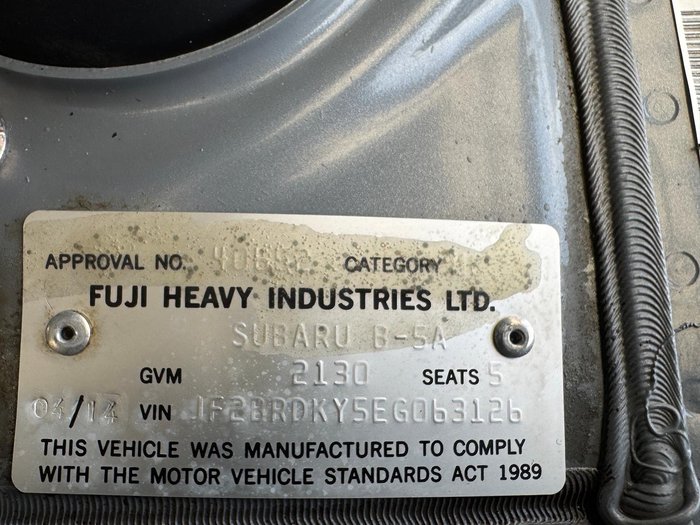 APPROVAL NO. CATEGORY
FUJI HEAVY INDUSTRIES LTD.
SUBARU B-5A
GVM 2130 SEATS 5
04/14 VIN JF2BRDKY5EG063126
THIS VEHICLE WAS MANUFACTURED TO COMPLY
WITH THE MOTOR VEHICLE STANDARDS ACT 1989